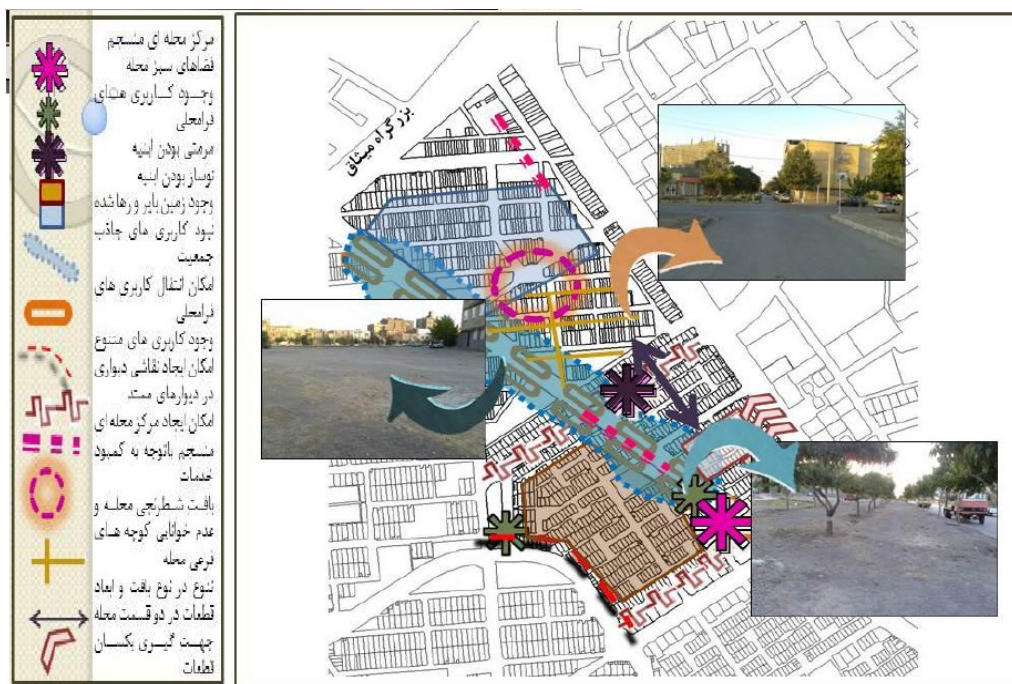 مرکز محله ای منسجم
فضاهای سبز محله
وجود کاربری های
فرامحلی
مرمتی بودن ابنیه
نوساز بودن ابنیه
وجود زمین بایر و رها شده
نبود کاربری های جاذب
جمعیت
امکان انتقال کاربری های
فرامحلی
وجود کاربری های متنوع
امکان ایجاد نقاشی دیواری
در دیوارهای ممتد
امکان ایجاد مرکز محله ای
منسجم باتوجه به کمبود
خدمات
بافت شطرنجی محله و
عدم خوانایی کوچه های
فرعی محله
تنوع در نوع بافت و ابعاد
قطعات در دو قسمت محله
جهت گیری یکسان
قطعات
بزرگراه میثاق